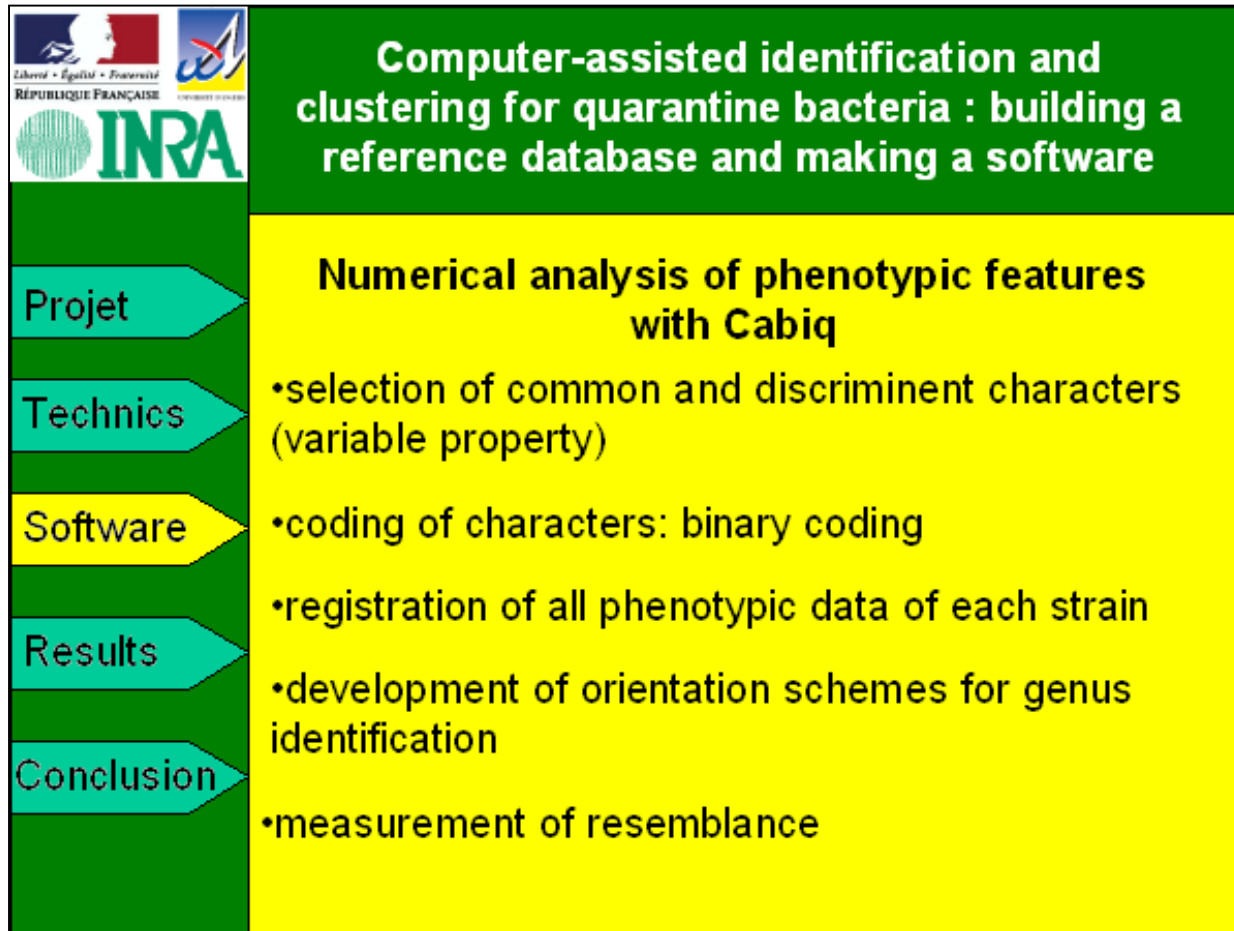 Liberté • Égalité • Fraternité
RÉPUBLIQUE FRANÇAISE
INRA
Computer-assisted identification and
clustering for quarantine bacteria : building a
reference database and making a software
Projet
Technics
Software
Results
Conclusion
Numerical analysis of phenotypic features
with Cabiq
•selection of common and discriminent characters
(variable property)
•coding of characters: binary coding
•registration of all phenotypic data of each strain
•development of orientation schemes for genus
identification
•measurement of resemblance